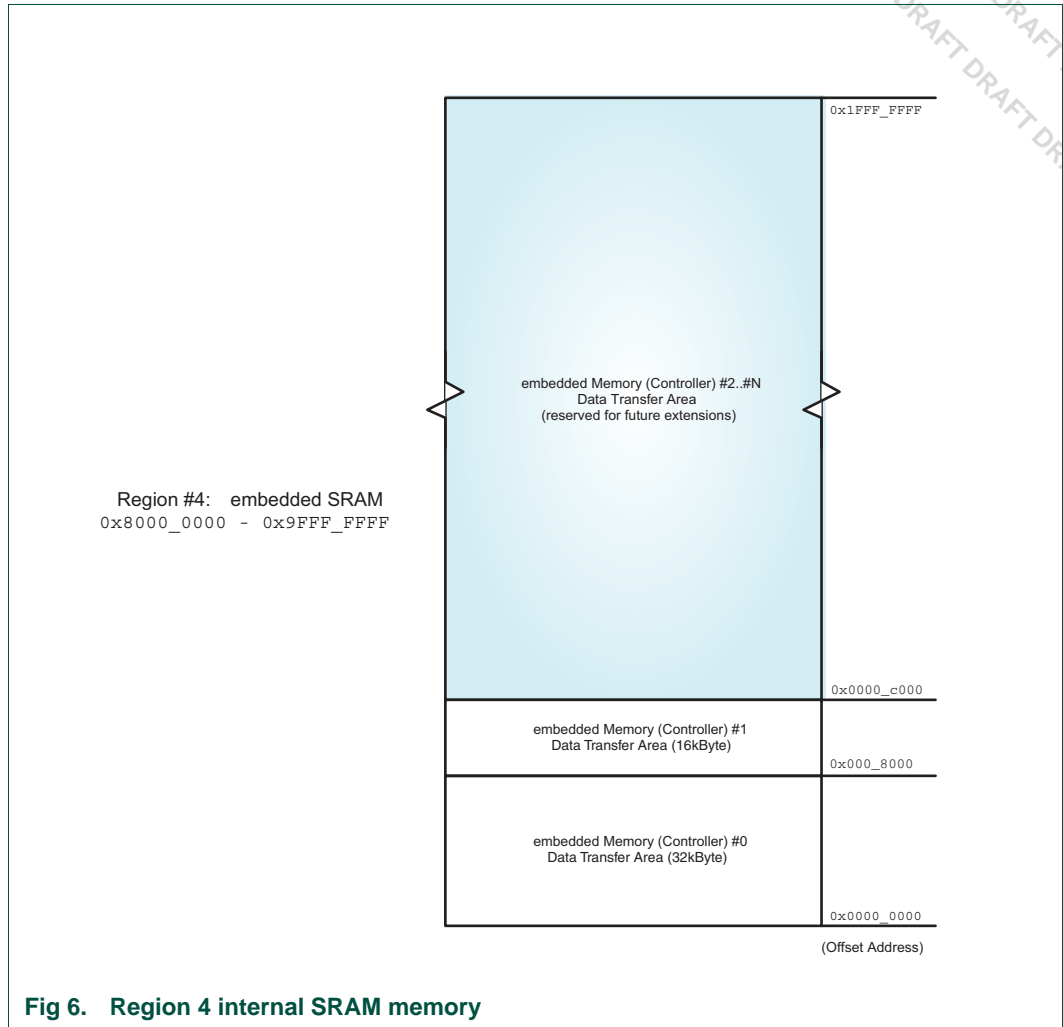 DRAFT
DRAFT DRAFT
0x1FFF_FFFF
embedded Memory (Controller) #2..#N
Data Transfer Area
(reserved for future extensions)
Region #4: embedded SRAM
0x8000_0000 - 0x9FFF_FFFF
0x0000_c000
embedded Memory (Controller) #1
Data Transfer Area (16kByte)
0x000_8000
embedded Memory (Controller) #0
Data Transfer Area (32kByte)
0x0000_0000
(Offset Address)
Fig 6. Region 4 internal SRAM memory